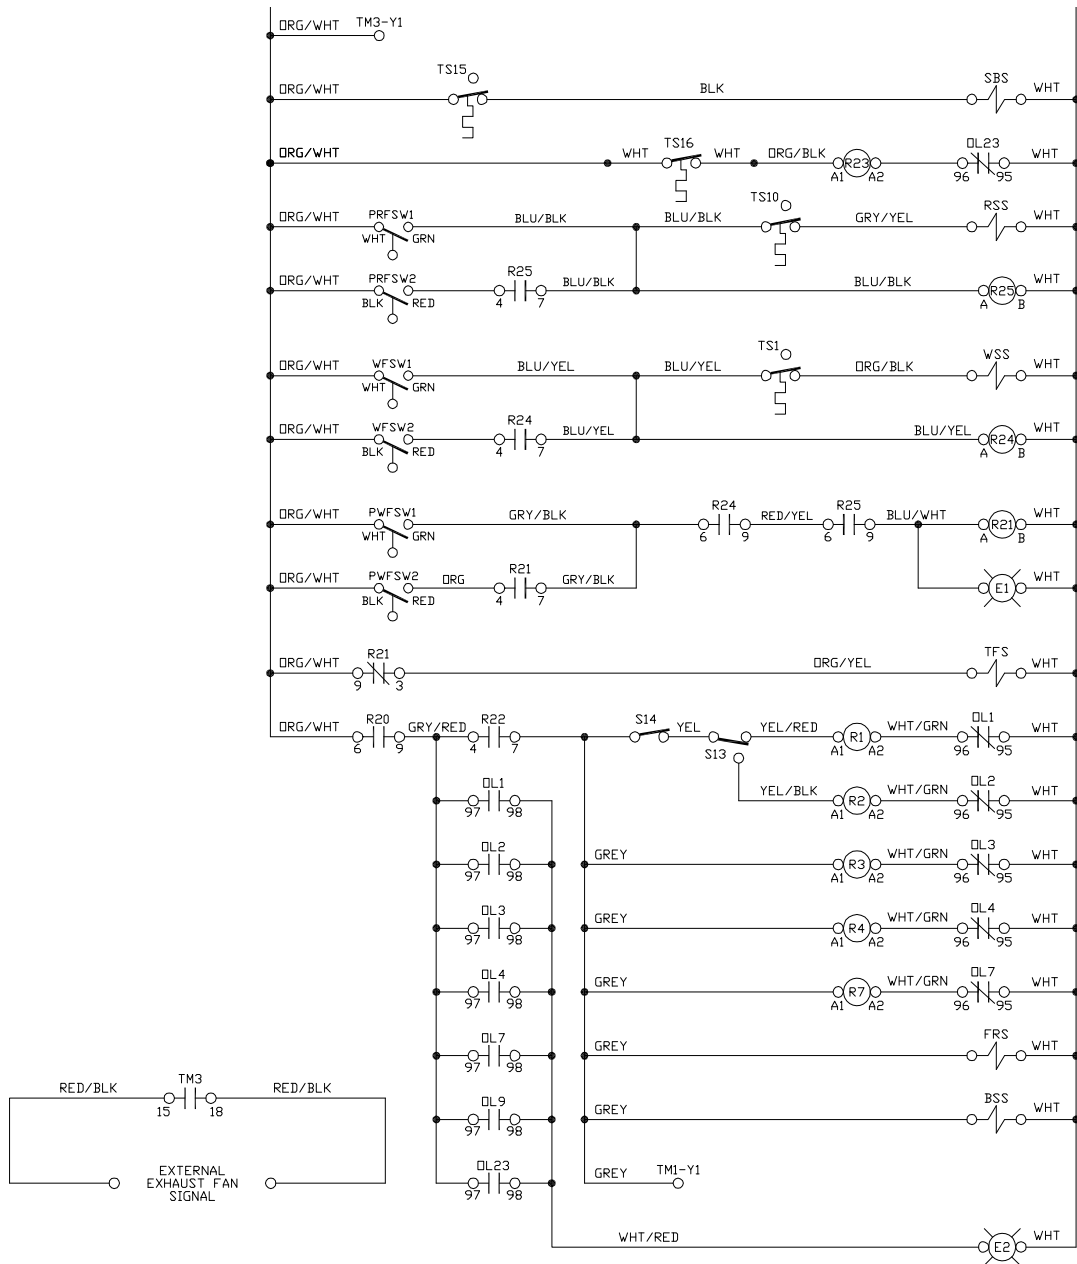 ORG/WHT TM3-Y1
TS15
ORG/WHT BLK SBS WHT
ORG/WHT WHT TS16 WHT ORG/BLK R23 OL23 WHT
A1 A2 96 95
TS10
ORG/WHT PRFSW1 BLU/BLK BLU/BLK GRY/YEL RSS WHT
WHT GRN
ORG/WHT PRFSW2 R25 BLU/BLK BLU/BLK R25 WHT
BLK RED 4 7 A B
TS1
ORG/WHT WFSW1 BLU/YEL BLU/YEL ORG/BLK WSS WHT
WHT GRN
ORG/WHT WFSW2 R24 BLU/YEL BLU/YEL R24 WHT
BLK RED 4 7 A B
ORG/WHT PWFSW1 GRY/BLK R24 RED/YEL R25 BLU/WHT R21 WHT
WHT GRN 6 9 6 9 A B
ORG/WHT PWFSW2 ORG R21 GRY/BLK E1 WHT
BLK RED 4 7
ORG/WHT R21 ORG/YEL TFS WHT
9 3
ORG/WHT R20 GRY/RED R22 S14 YEL YEL/RED R1 WHT/GRN OL1 WHT
6 9 4 7 S13 A1 A2 96 95
OL1 YEL/BLK R2 WHT/GRN OL2 WHT
97 98 A1 A2 96 95
OL2 GREY R3 WHT/GRN OL3 WHT
97 98 A1 A2 96 95
OL3 GREY R4 WHT/GRN OL4 WHT
97 98 A1 A2 96 95
OL4 GREY R7 WHT/GRN OL7 WHT
97 98 A1 A2 96 95
OL7 GREY FRS WHT
97 98
RED/BLK TM3 RED/BLK
15 18
OL9 GREY BSS WHT
97 98
OL23 GREY TM1-Y1
97 98
EXTERNAL
EXHAUST FAN
SIGNAL
WHT/RED E2 WHT